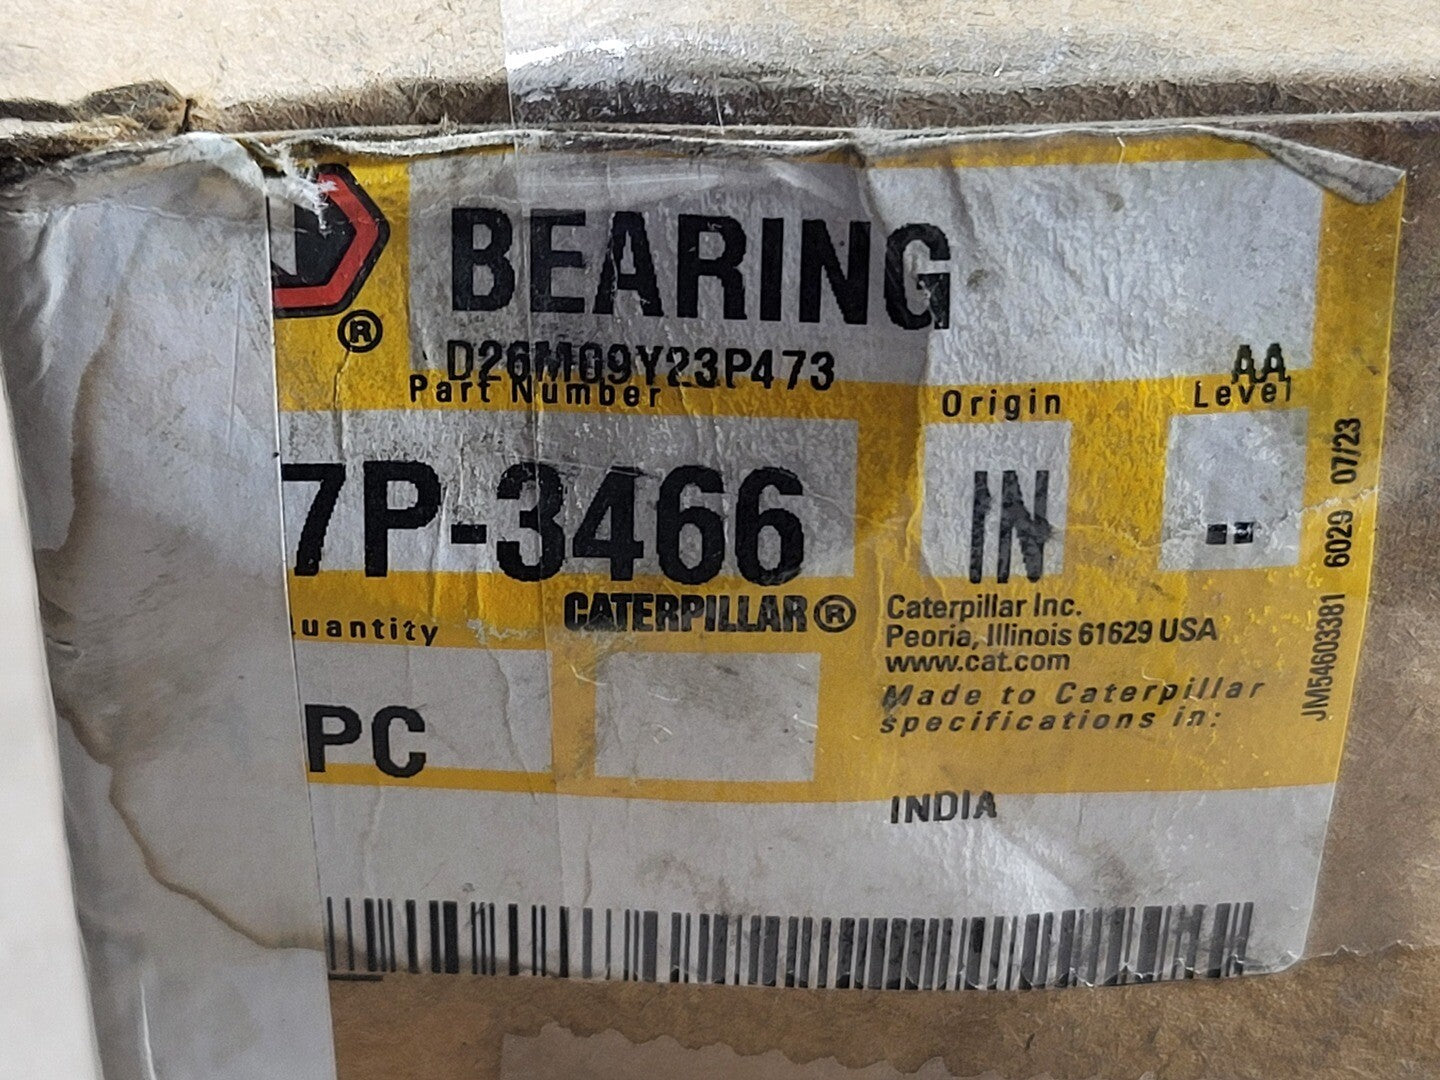 BEARING
D26M09Y23P473
AA
Part Number
Origin
Level
7P-3466
IN
--
uantity
CATERPILLAR®
Caterpillar Inc.
Peoria, Illinois 61629 USA
www.cat.com
Made to Caterpillar
specifications in:
PC
INDIA
JM54603381 6029 07/23
®